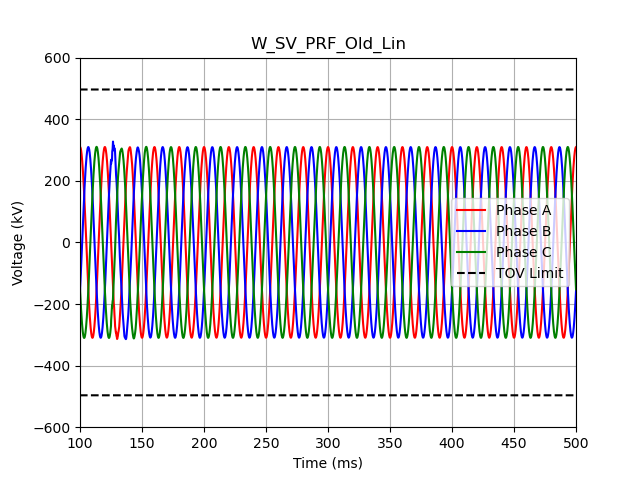 W_SV_PRF_Old_Lin
600
400
200
0
−200
−400
−600
Voltage (kV)
Phase A
Phase B
Phase C
TOV Limit
100 150 200 250 300 350 400 450 500
Time (ms)